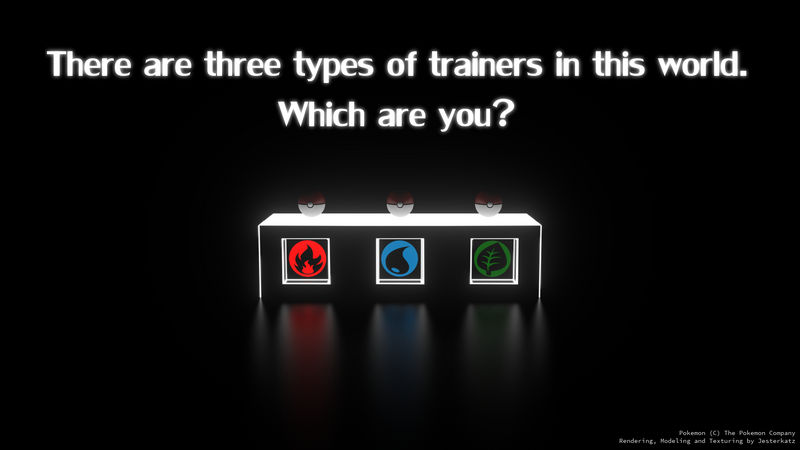 There are three types of trainers in this world.
Which are you?
Pokemon (C) The Pokemon Company
Rendering, Modeling and Texturing by Jesterkatz